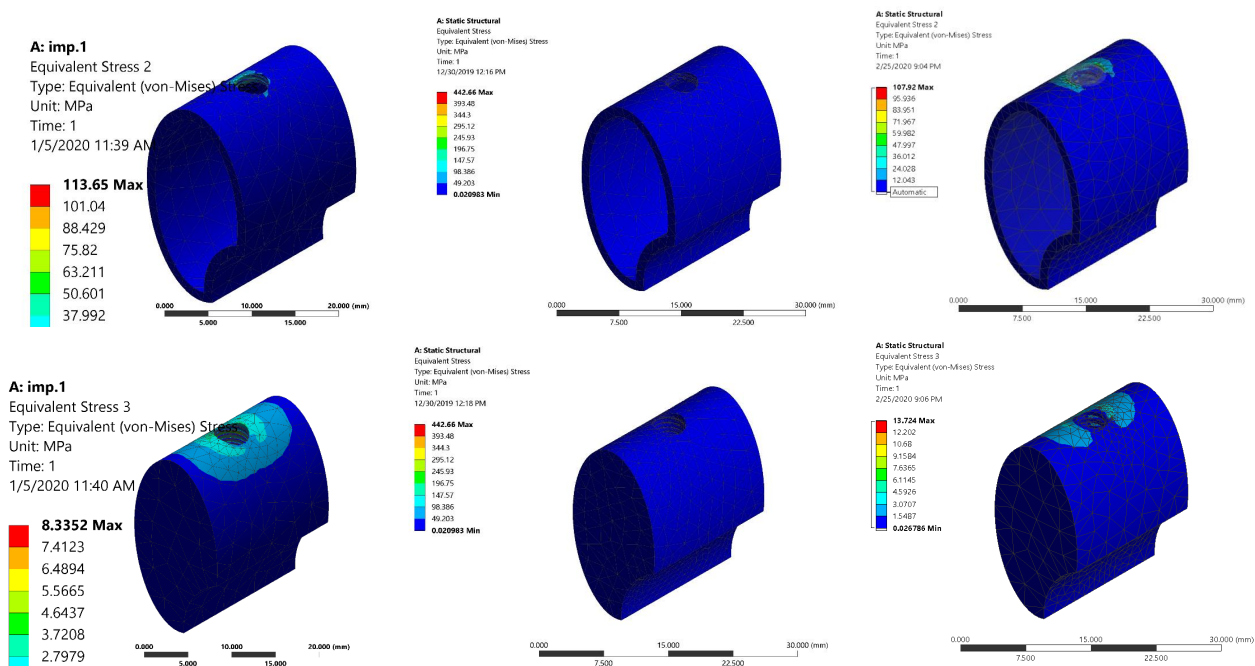 A: imp.1
Equivalent Stress 2
Type: Equivalent (von-Mises) Stress
Unit: MPa
Time: 1
1/5/2020 11:39 AM
113.65 Max
101.04
88.429
75.82
63.211
50.601
37.992
0.000 10.000 20.000 (mm)
5.000 15.000
A: Static Structural
Equivalent Stress
Type: Equivalent (von-Mises) Stress
Unit: MPa
Time: 1
12/30/2019 12:16 PM
442.66 Max
393.48
344.3
295.12
245.93
196.75
147.57
98.386
49.203
0.020983 Min
0.000 15.000 30.000 (mm)
7.500 22.500
A: Static Structural
Equivalent Stress 2
Type: Equivalent (von-Mises) Stress
Unit: MPa
Time: 1
2/25/2020 9:04 PM
107.92 Max
95.936
83.951
71.967
59.982
47.997
36.012
24.028
12.043
Automatic
0.000 15.000 30.000 (mm)
7.500 22.500
A: imp.1
Equivalent Stress 3
Type: Equivalent (von-Mises) Stress
Unit: MPa
Time: 1
1/5/2020 11:40 AM
8.3352 Max
7.4123
6.4894
5.5665
4.6437
3.7208
2.7979
0.000 10.000 20.000 (mm)
5.000 15.000
A: Static Structural
Equivalent Stress
Type: Equivalent (von-Mises) Stress
Unit: MPa
Time: 1
12/30/2019 12:18 PM
442.66 Max
393.48
344.3
295.12
245.93
196.75
147.57
98.386
49.203
0.020983 Min
0.000 15.000 30.000 (mm)
7.500 22.500
A: Static Structural
Equivalent Stress 3
Type: Equivalent (von-Mises) Stress
Unit: MPa
Time: 1
2/25/2020 9:06 PM
13.724 Max
12.202
10.68
9.1584
7.6365
6.1145
4.5926
3.0707
1.5487
0.026786 Min
0.000 15.000 30.000 (mm)
7.500 22.500